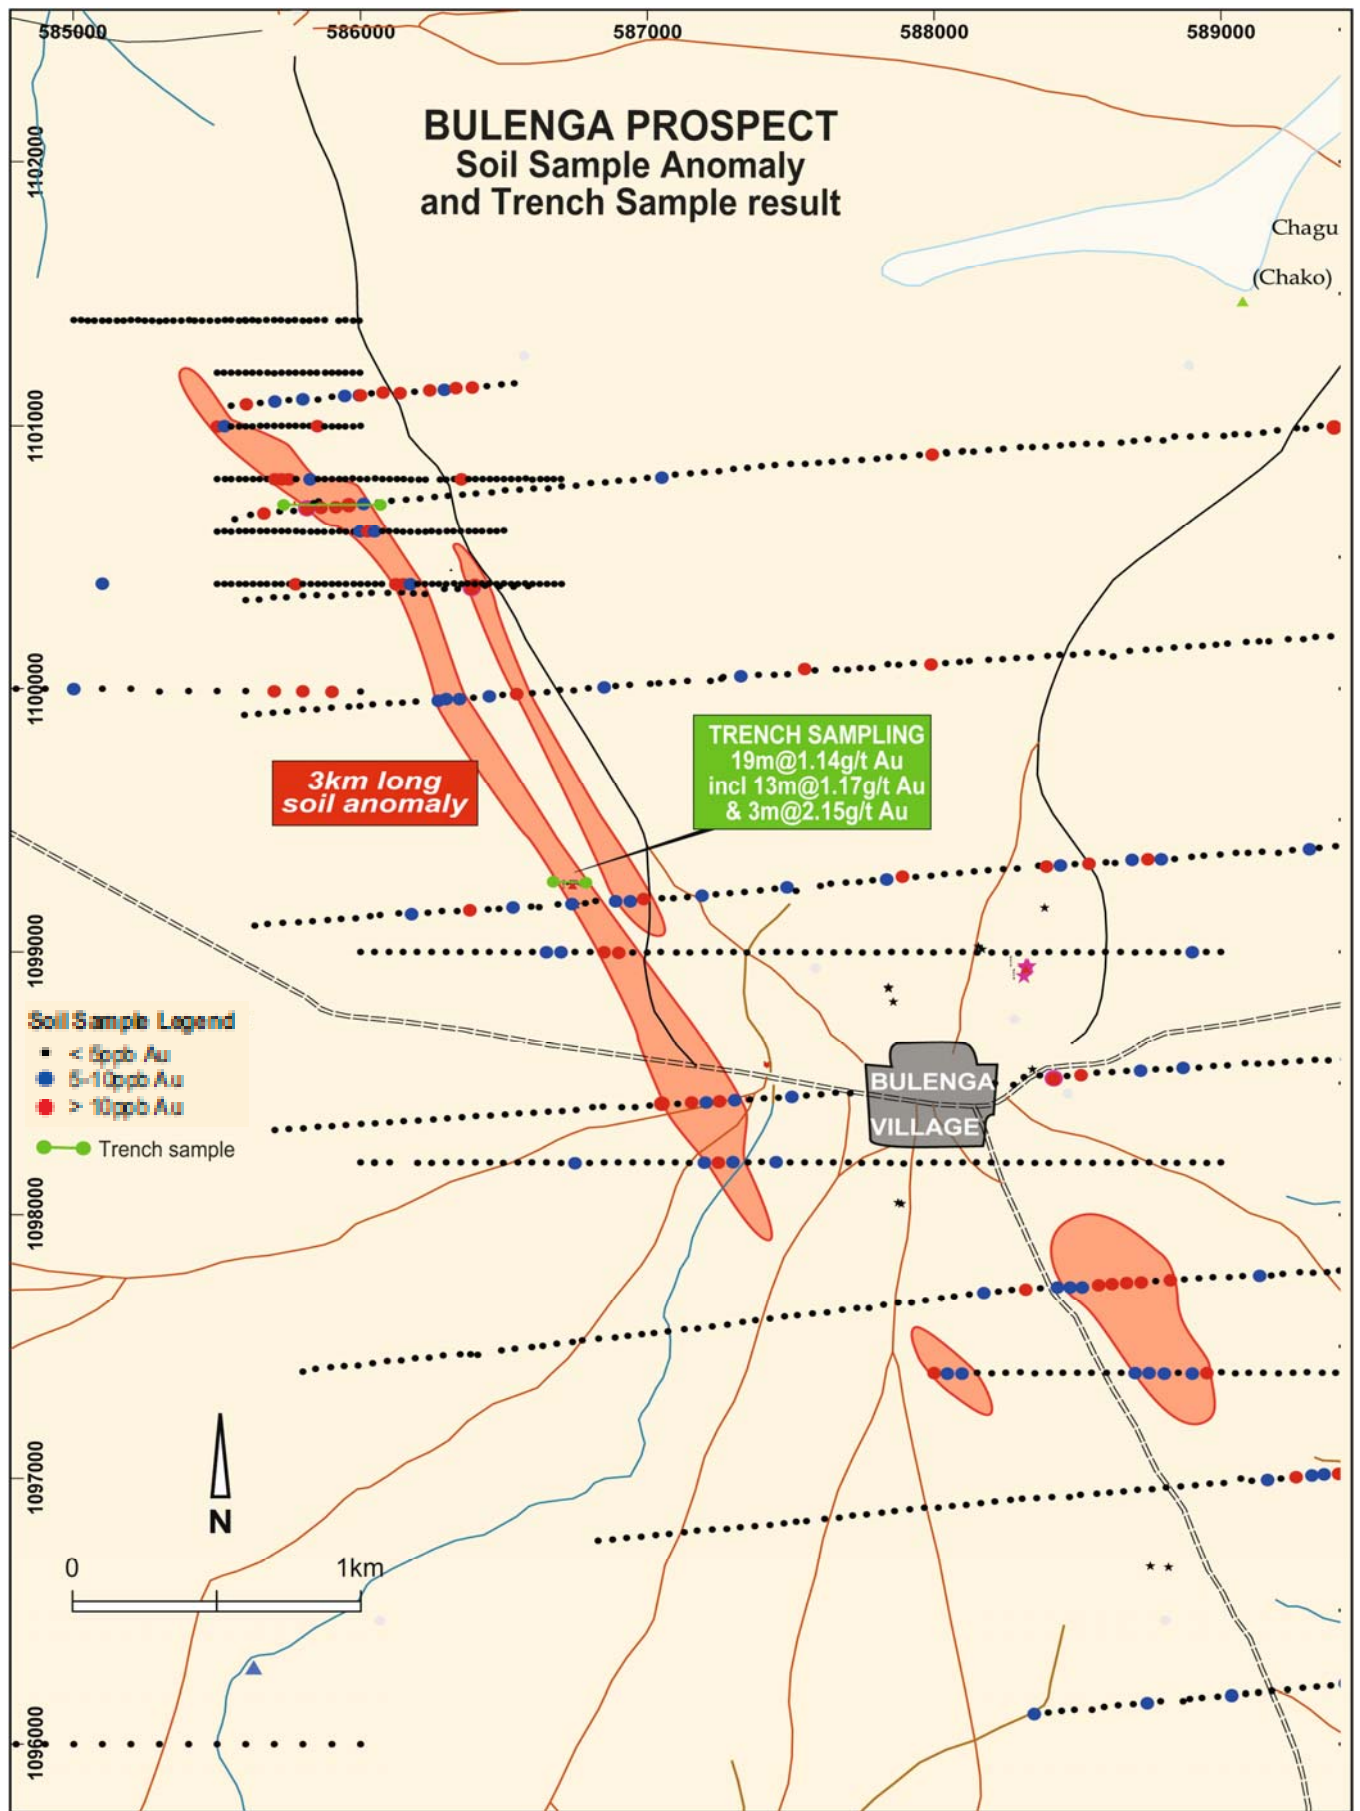 585000
586000
587000
588000
589000
BULENGA PROSPECT
Soil Sample Anomaly
and Trench Sample result
1102000
Chagu
(Chako)
1101000
1100000
TRENCH SAMPLING
19m@1.14g/t Au
incl 13m@1.17g/t Au
& 3m@2.15g/t Au
3km long
soil anomaly
1099000
Soil Sample Legend
< 5ppb Au
5-10ppb Au
> 10ppb Au
Trench sample
BULENGA
VILLAGE
1098000
1097000
N
0
1km
1096000